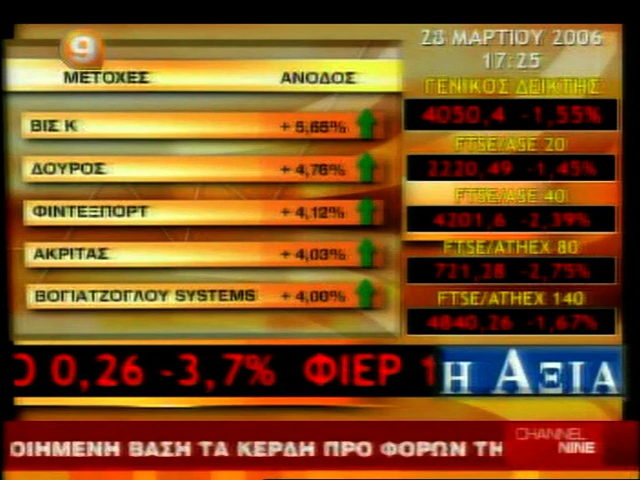 9
28 ΜΑΡΤΙΟΥ 2006
17:25
ΜΕΤΟΧΕΣ ΑΝΟΔΟΣ
ΒΙΣ Κ +5,65%
ΔΟΥΡΟΣ +4,76%
ΦΙΝΤΕΞΠΟΡΤ +4,12%
ΑΚΡΙΤΑΣ +4,03%
ΒΟΓΙΑΤΖΟΓΛΟΥ SYSTEMS +4,00%
ΓΕΝΙΚΟΣ ΔΕΙΚΤΗΣ
4050,4 -1,55%
FTSE/ASE 20
2220,49 -1,45%
FTSE/ASE 40
4201,6 -2,39%
FTSE/ATHEX 80
721,28 -2,75%
FTSE/ATHEX 140
4840,26 -1,67%
Ο 0,26 -3,7% ΦΙΕΡ 1
Η ΑΞΙΑ
ΟΙΗΜΕΝΗ ΒΑΣΗ ΤΑ ΚΕΡΔΗ ΠΡΟ ΦΟΡΩΝ ΤΗ
CHANNEL
NINE